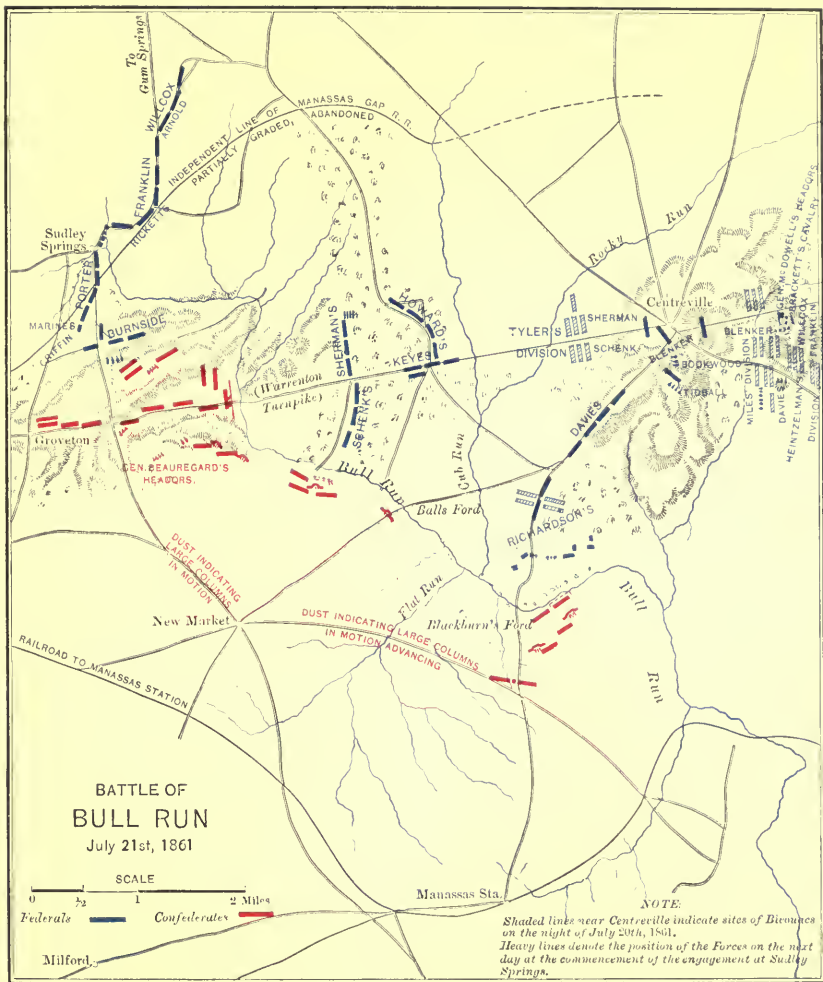 To
Gum Springs
WILLCOX
ARNOLD
INDEPENDENT LINE OF MANASSAS GAP R.R.
PARTIALLY GRADED, ABANDONED
FRANKLIN
RICKETTS
Sudley
Springs
PORTER
MARINES
GRIFFIN
BURNSIDE
SHERMAN'S
SCHENK'S
HOWARD'S
KEYES
(Warrenton
Turnpike)
Rocky Run
Centreville
TYLER'S
DIVISION
SHERMAN
SCHENK
BLENKER
BLENKER
BOOKWOOD
TIDBALL
MILES' DIVISION
DAVIES
HEINTZELMAN'S
DIVISION
WILLCOX
FRANKLIN
GEN. McDOWELL'S HEADQRS
BRACKETT'S CAVALRY
DAVIES
RICHARDSON'S
Groveton
GEN. BEAUREGARD'S
HEADQRS.
Bull Run
Cub Run
Balls Ford
DUST INDICATING
LARGE COLUMNS
IN MOTION
New Market
Flat Run
Blackburn's Ford
DUST INDICATING LARGE COLUMNS
IN MOTION ADVANCING
Bull
Run
RAILROAD TO MANASSAS STATION
BATTLE OF
BULL RUN
July 21st, 1861
SCALE
0 ½ 1 2 Miles
Federals Confederates
Manassas Sta.
Milford
NOTE:
Shaded lines near Centreville indicate sites of Bivouacs
on the night of July 20th, 1861.
Heavy lines denote the position of the Forces on the next
day at the commencement of the engagement at Sudley
Springs.